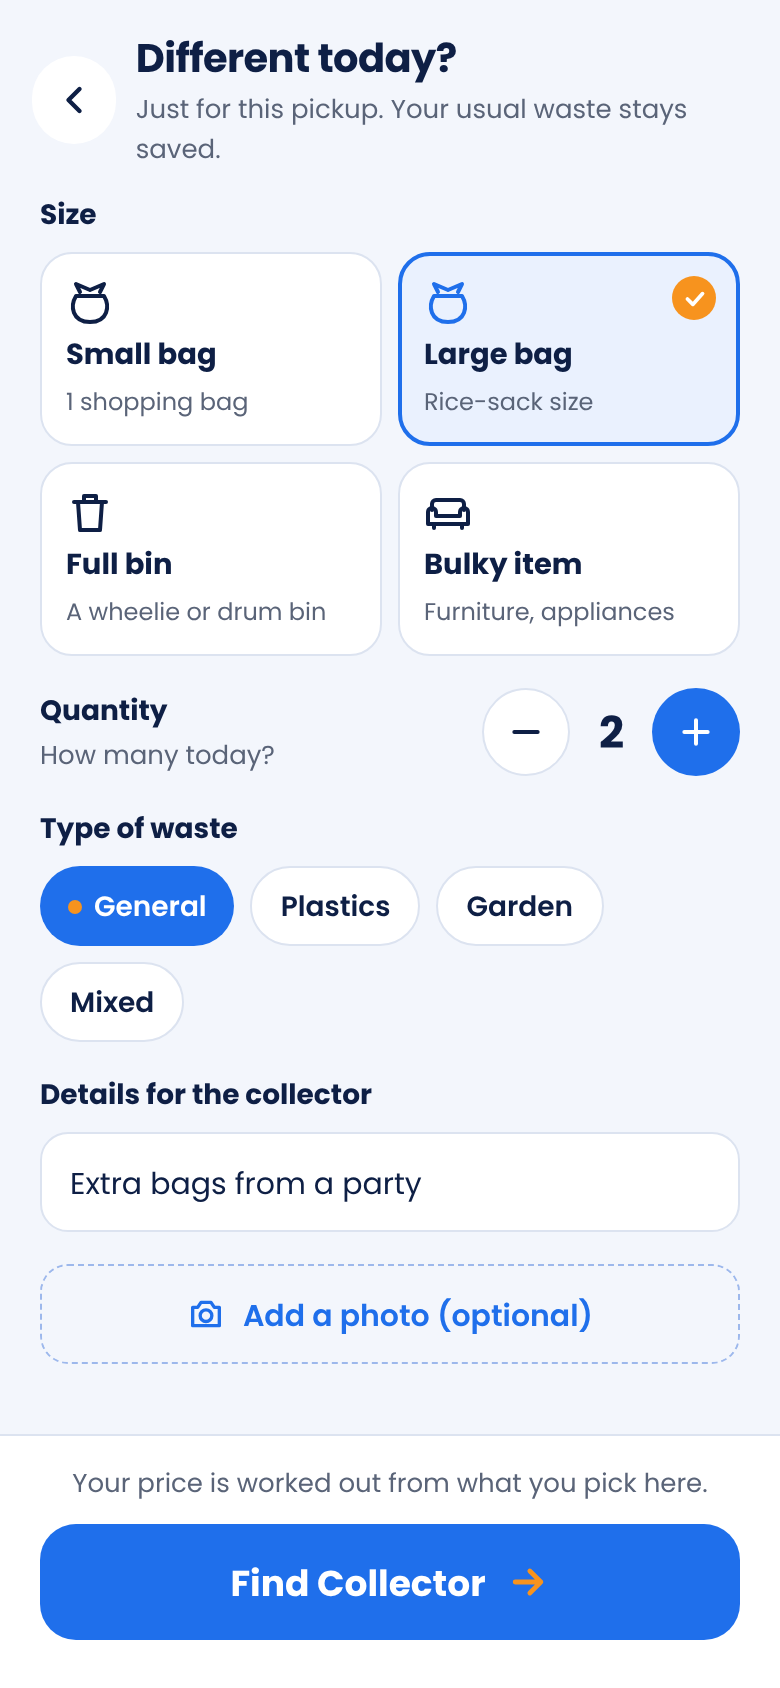 Different today?
Just for this pickup. Your usual waste stays
saved.
Size
Small bag
1 shopping bag
Large bag
Rice-sack size
Full bin
A wheelie or drum bin
Bulky item
Furniture, appliances
Quantity
How many today?
2
Type of waste
General
Plastics
Garden
Mixed
Details for the collector
Extra bags from a party
Add a photo (optional)
Your price is worked out from what you pick here.
Find Collector